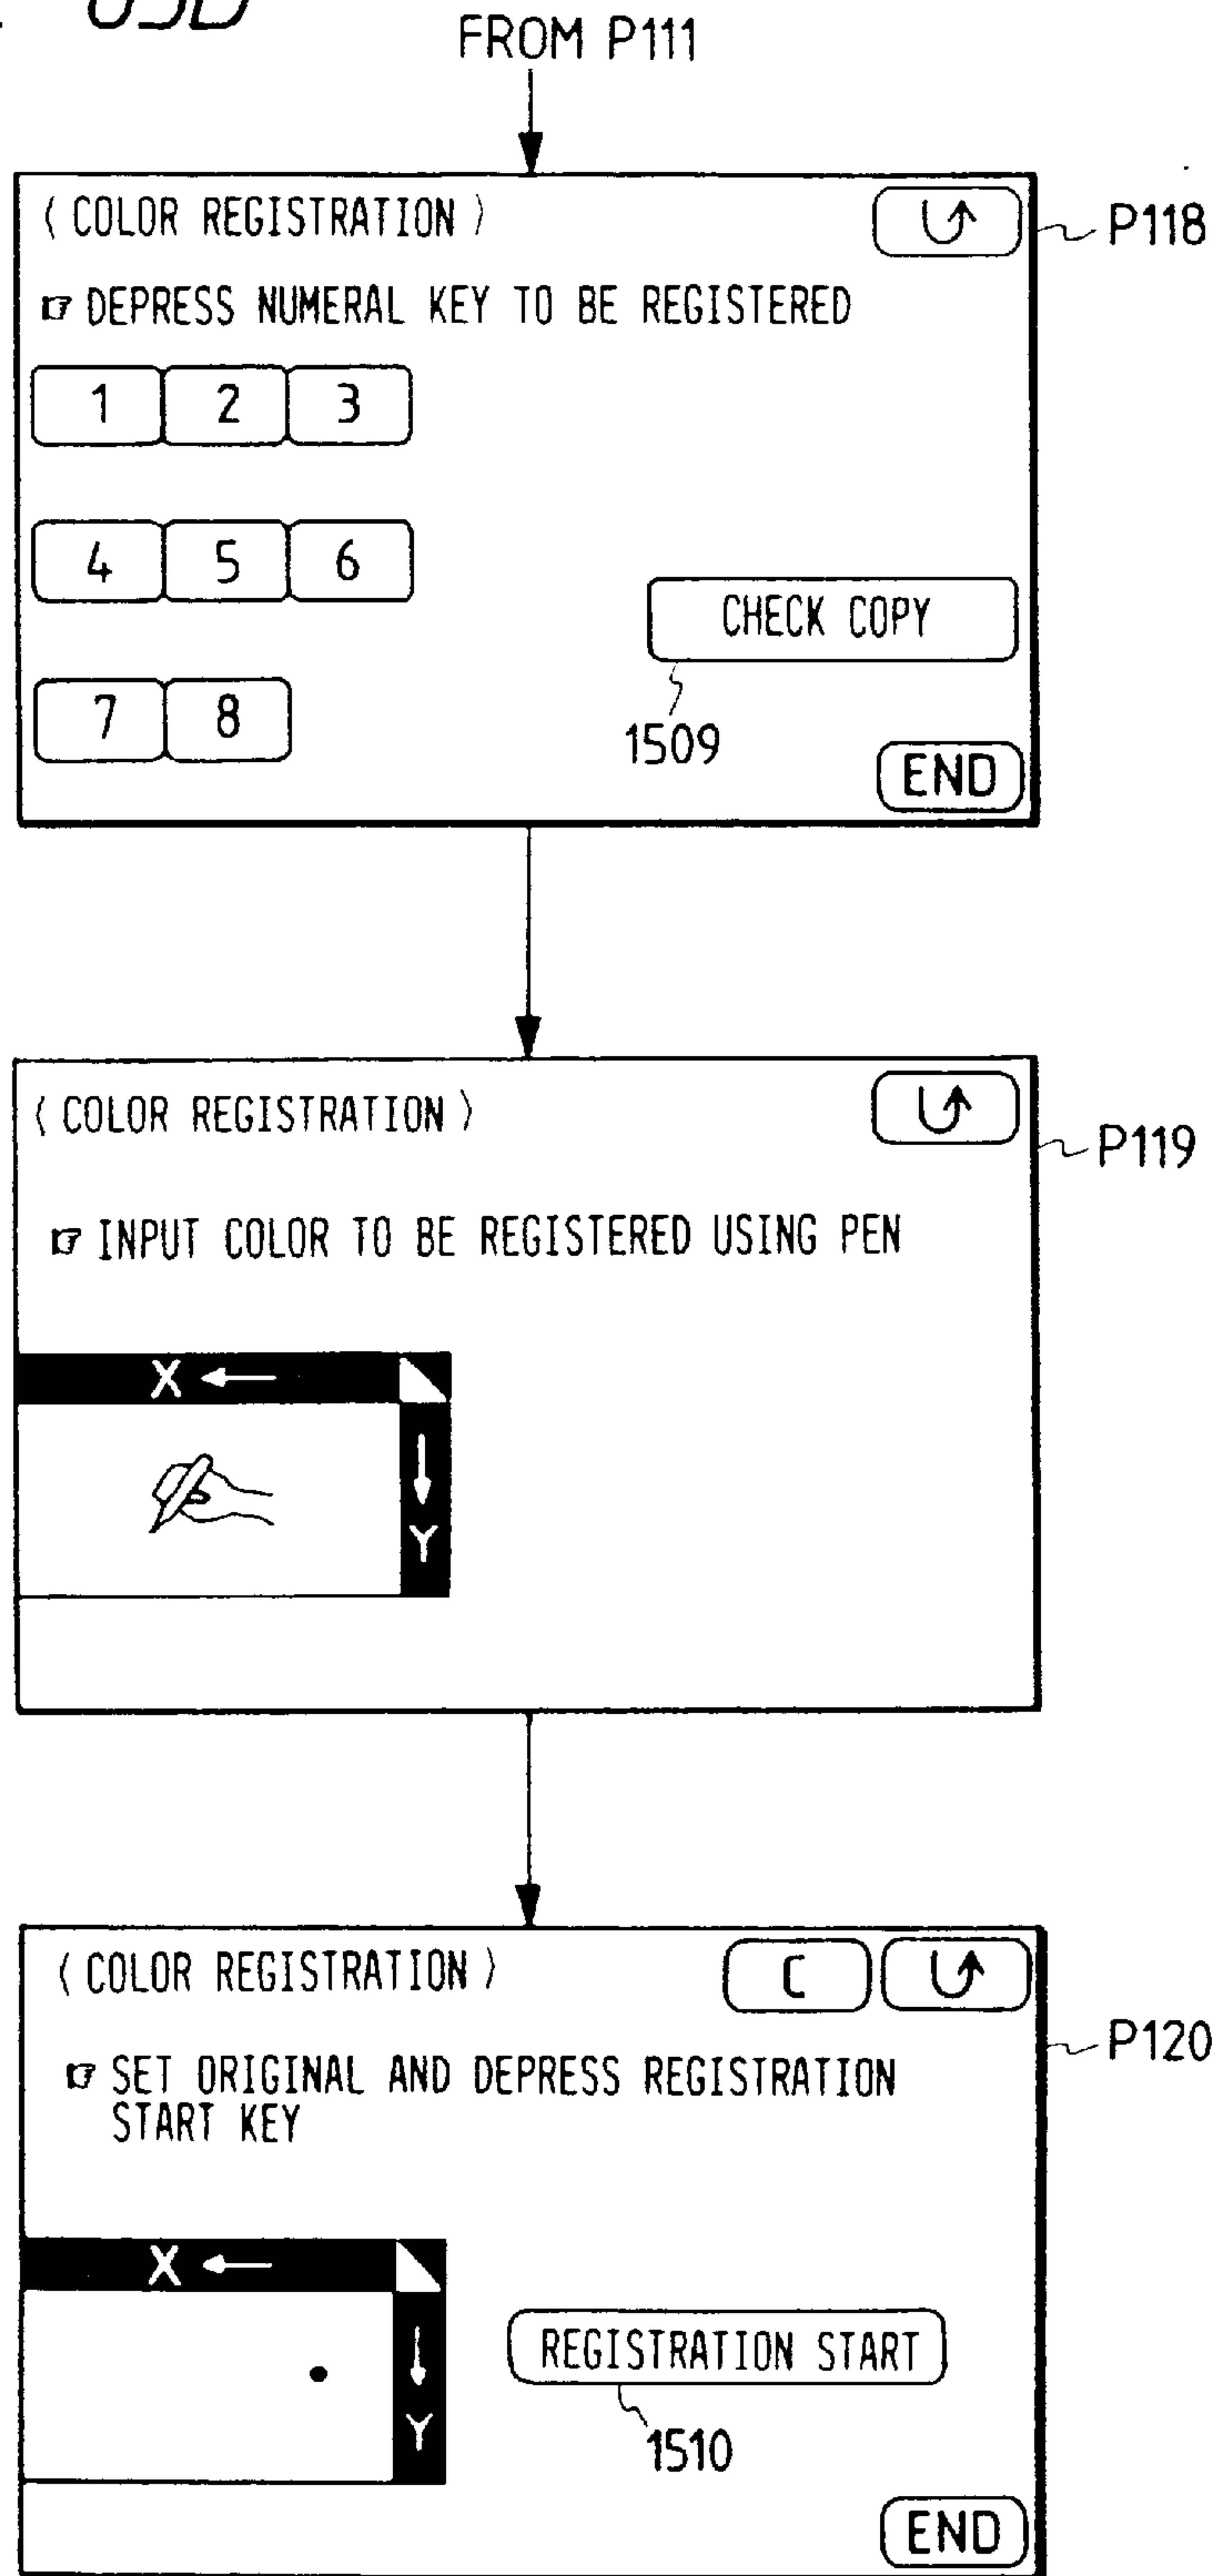 FROM P111
⟨ COLOR REGISTRATION ⟩
P118
☞ DEPRESS NUMERAL KEY TO BE REGISTERED
1 2 3
4 5 6
CHECK COPY
7 8
1509
END
⟨ COLOR REGISTRATION ⟩
P119
☞ INPUT COLOR TO BE REGISTERED USING PEN
X ←
↓
Y
⟨ COLOR REGISTRATION ⟩ C
P120
☞ SET ORIGINAL AND DEPRESS REGISTRATION
START KEY
X ←
↓
REGISTRATION START
Y
1510
END